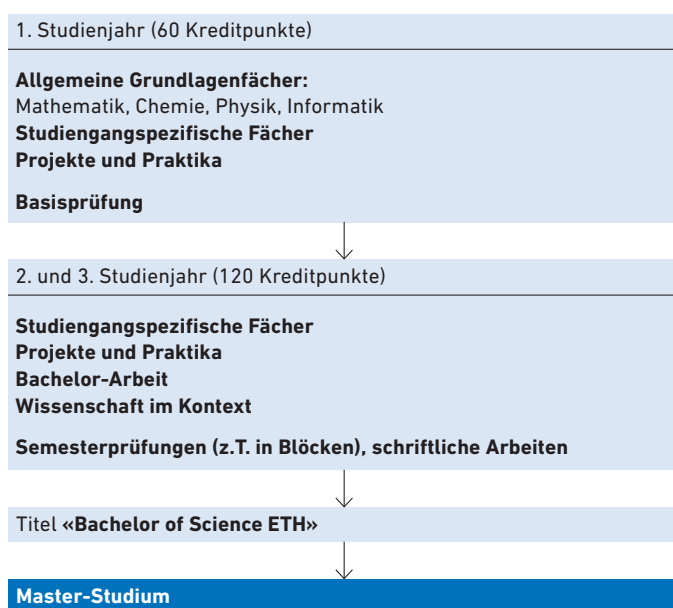 1. Studienjahr (60 Kreditpunkte)
Allgemeine Grundlagenfächer:
Mathematik, Chemie, Physik, Informatik
Studiengangspezifische Fächer
Projekte und Praktika
Basisprüfung
2. und 3. Studienjahr (120 Kreditpunkte)
Studiengangspezifische Fächer
Projekte und Praktika
Bachelor-Arbeit
Wissenschaft im Kontext
Semesterprüfungen (z.T. in Blöcken), schriftliche Arbeiten
Titel «Bachelor of Science ETH»
Master-Studium